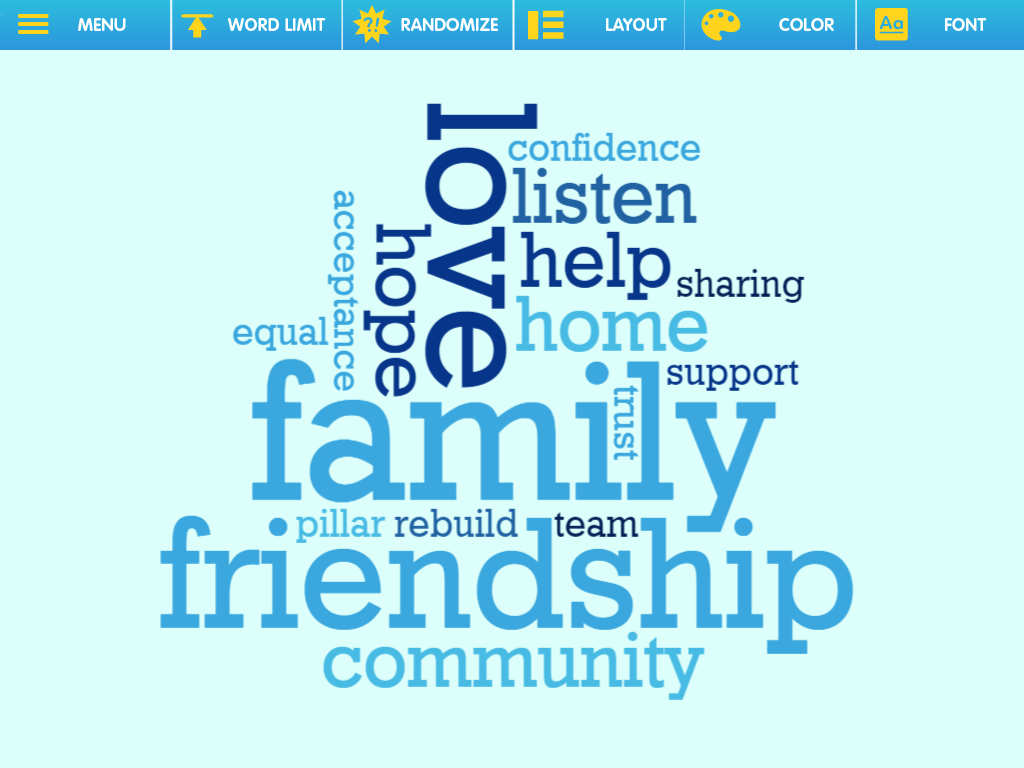 MENU
WORD LIMIT
?!
RANDOMIZE
LAYOUT
COLOR
Aa
FONT
love
confidence
listen
acceptance
hope
help
sharing
home
equal
support
family
trust
pillar
rebuild
team
friendship
community